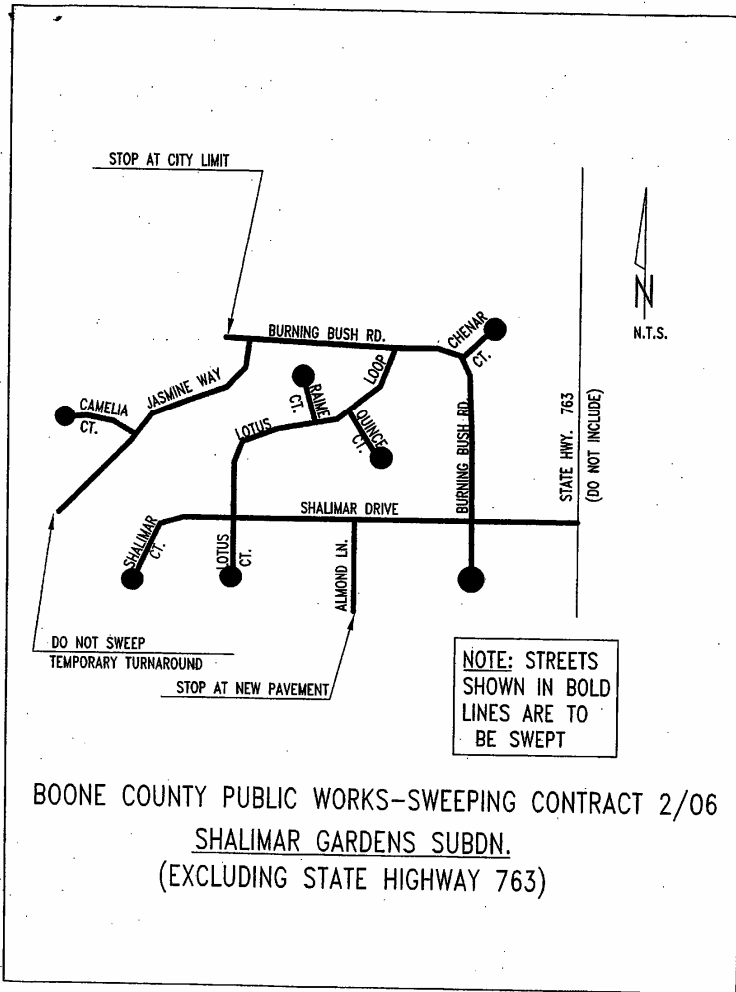 STOP AT CITY LIMIT
BURNING BUSH RD.
CHENAR
CT.
N
N.T.S.
LOOP
JASMINE WAY
RAIME
CT.
CAMELIA
CT.
LOTUS
QUINCE
CT.
BURNING BUSH RD.
STATE HWY. 763
(DO NOT INCLUDE)
SHALIMAR DRIVE
SHALIMAR
CT.
LOTUS
CT.
ALMOND LN.
DO NOT SWEEP
TEMPORARY TURNAROUND
STOP AT NEW PAVEMENT
NOTE: STREETS
SHOWN IN BOLD
LINES ARE TO
BE SWEPT
BOONE COUNTY PUBLIC WORKS-SWEEPING CONTRACT 2/06
SHALIMAR GARDENS SUBDN.
(EXCLUDING STATE HIGHWAY 763)